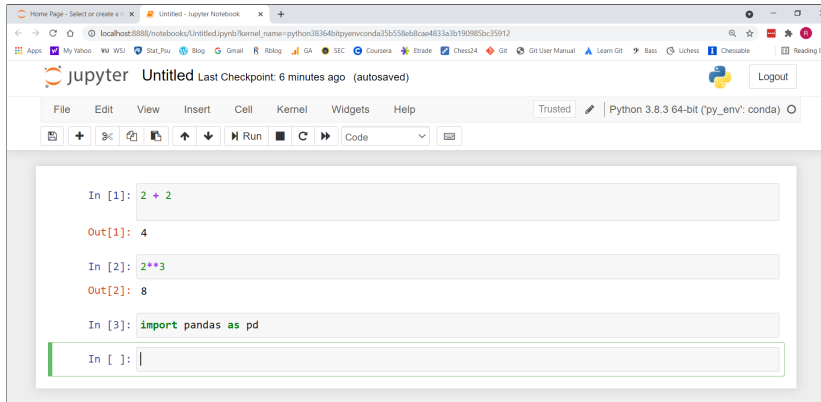 Home Page - Select or create a n
Untitled - Jupyter Notebook
localhost:8888/notebooks/Untitled.ipynb?kernel_name=python38364bitpyenvconda35b558eb8cae4833a3b190985bc35912
Apps My Yahoo WSJ WSJ Stat_Psu Blog Gmail Rblog GA SEC Coursera Etrade Chess24 Git Git User Manual Learn Git Bass Lichess Chessable Reading l
jupyter Untitled Last Checkpoint: 6 minutes ago (autosaved) Logout
File Edit View Insert Cell Kernel Widgets Help Trusted Python 3.8.3 64-bit ('py_env': conda)
Run Code
In [1]: 2 + 2
Out[1]: 4
In [2]: 2**3
Out[2]: 8
In [3]: import pandas as pd
In [ ]: